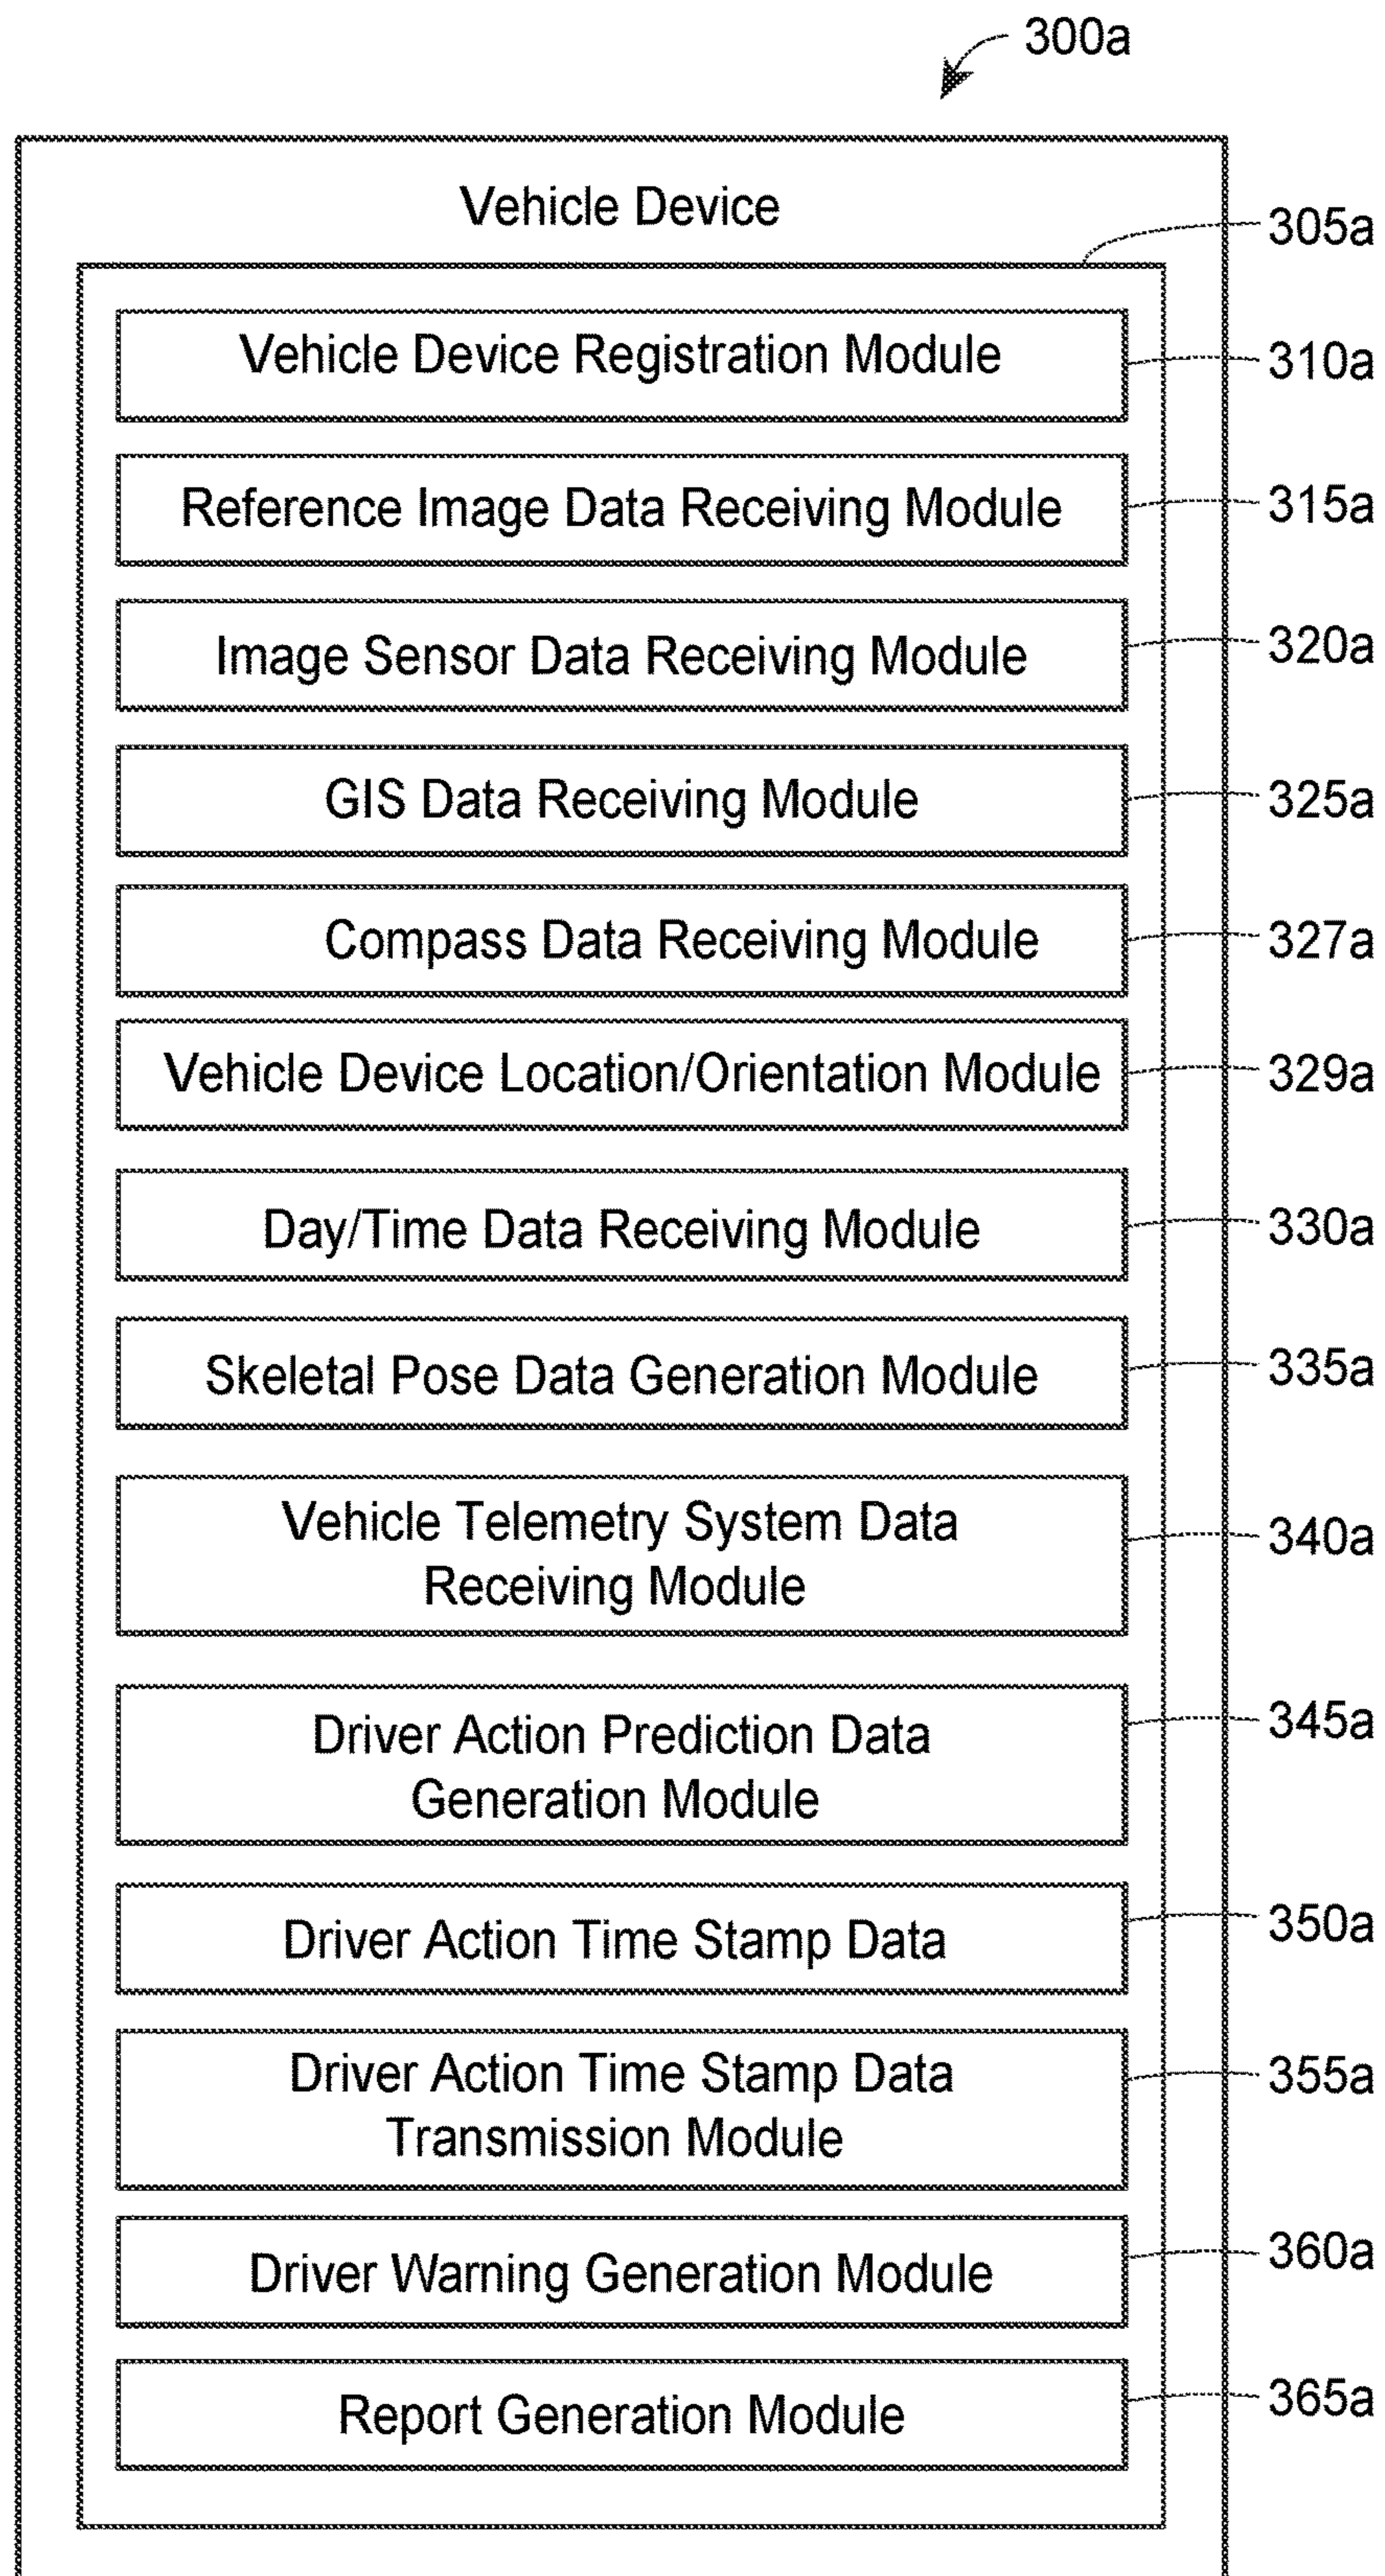 300a
Vehicle Device
305a
Vehicle Device Registration Module
310a
Reference Image Data Receiving Module
315a
Image Sensor Data Receiving Module
320a
GIS Data Receiving Module
325a
Compass Data Receiving Module
327a
Vehicle Device Location/Orientation Module
329a
Day/Time Data Receiving Module
330a
Skeletal Pose Data Generation Module
335a
Vehicle Telemetry System Data
Receiving Module
340a
Driver Action Prediction Data
Generation Module
345a
Driver Action Time Stamp Data
350a
Driver Action Time Stamp Data
Transmission Module
355a
Driver Warning Generation Module
360a
Report Generation Module
365a